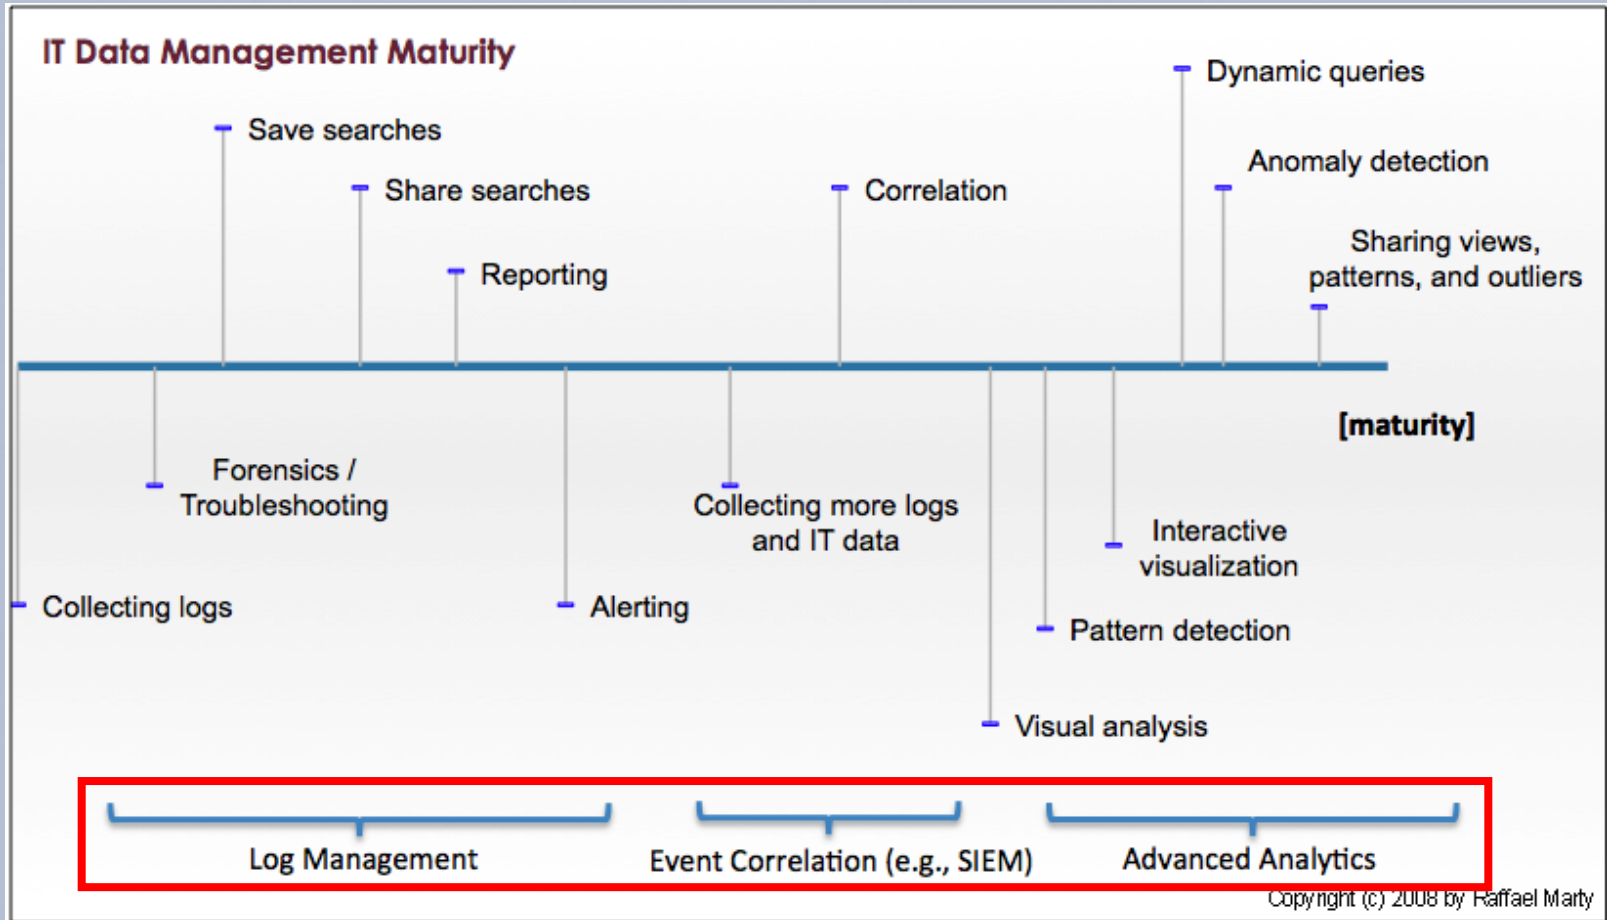 IT Data Management Maturity
Dynamic queries
Save searches
Anomaly detection
Share searches
Correlation
Sharing views,
patterns, and outliers
Reporting
[maturity]
Forensics /
Troubleshooting
Collecting more logs
and IT data
Interactive
visualization
Collecting logs
Alerting
Pattern detection
Visual analysis
Log Management
Event Correlation (e.g., SIEM)
Advanced Analytics
Copyright (c) 2008 by Raffael Marty